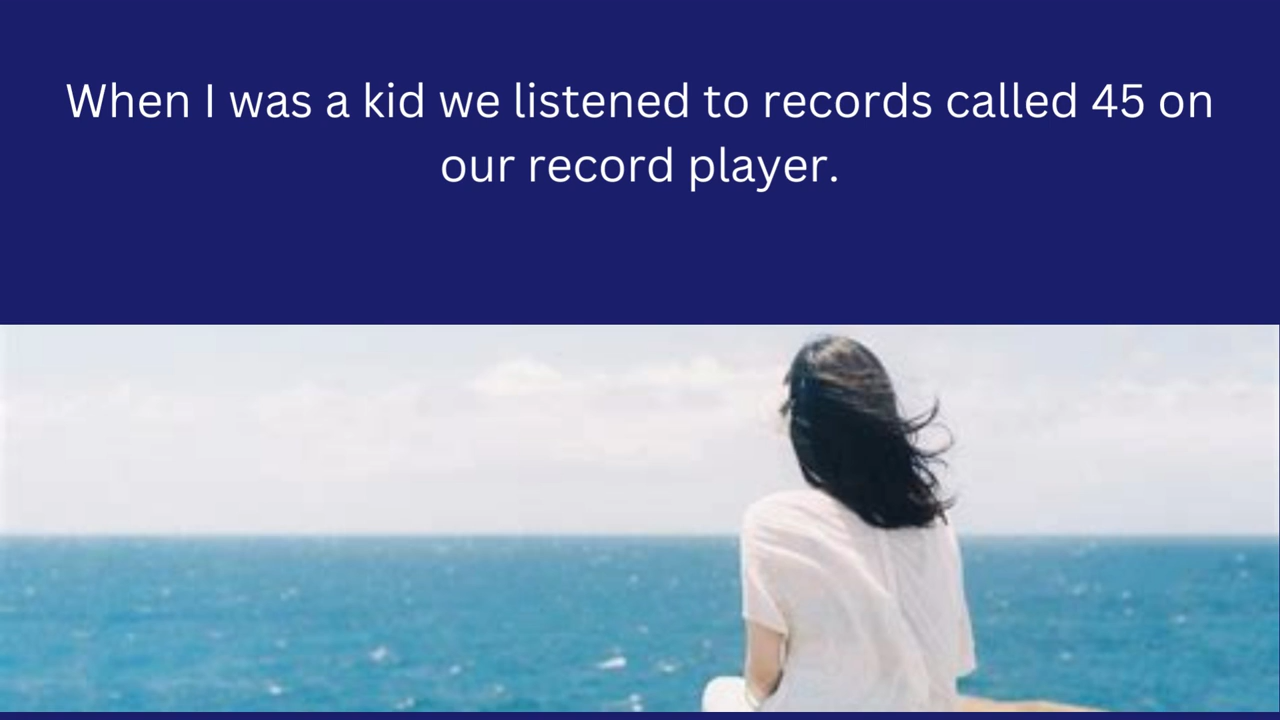 When I was a kid we listened to records called 45 on
our record player.